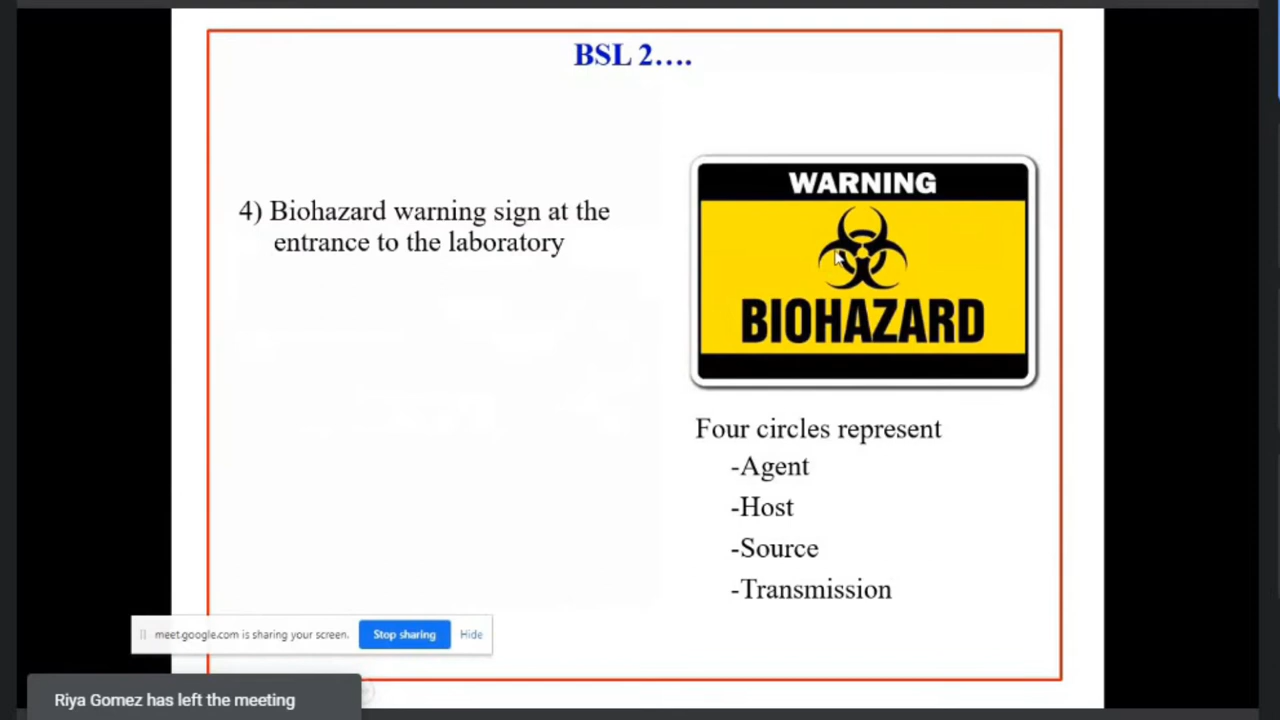 BSL 2....
4) Biohazard warning sign at the
entrance to the laboratory
WARNING
BIOHAZARD
Four circles represent
-Agent
-Host
-Source
-Transmission
meet.google.com is sharing your screen. Stop sharing Hide
Riya Gomez has left the meeting